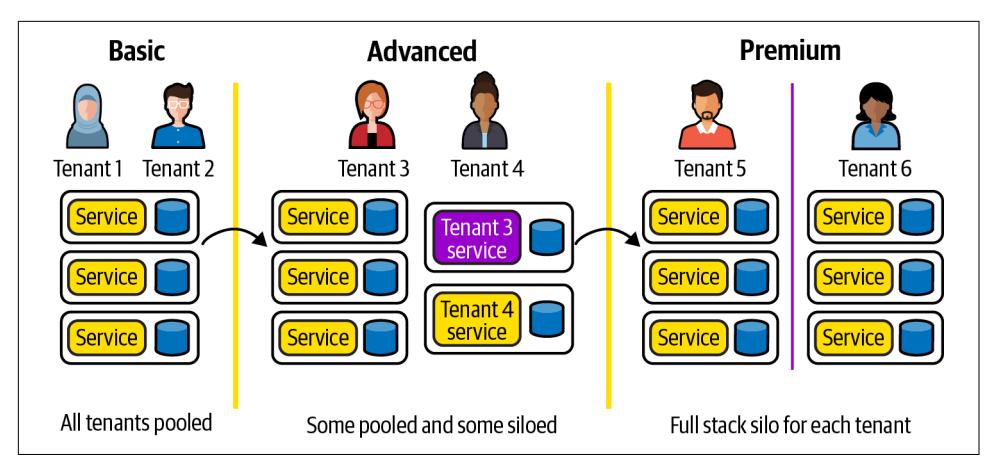 Basic
Advanced
Premium
Tenant 1
Tenant 2
Tenant 3
Tenant 4
Tenant 5
Tenant 6
Service
Service
Service
Service
Service
Service
Tenant 3
service
Tenant 4
service
Service
Service
Service
Service
Service
Service
All tenants pooled
Some pooled and some siloed
Full stack silo for each tenant